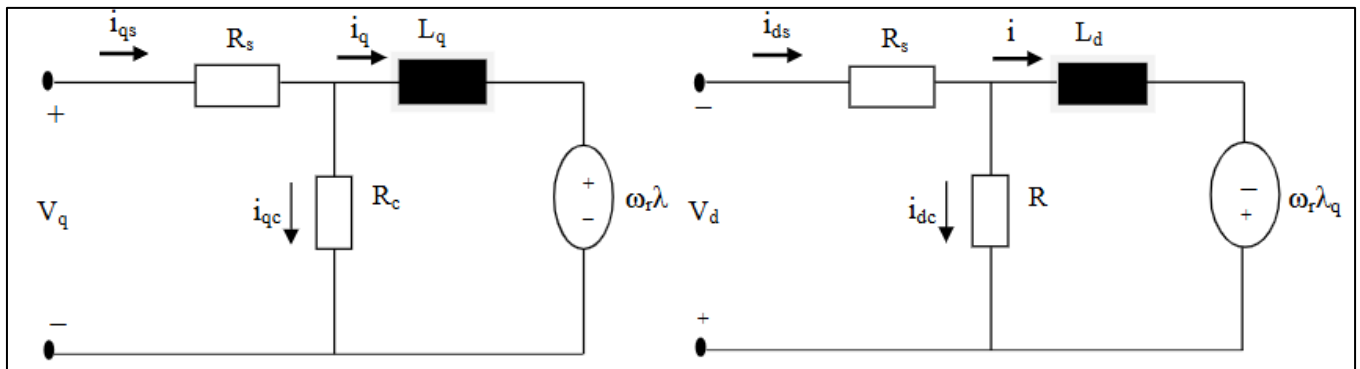 i_qs
R_s
i_q
L_q
+
V_q
−
i_qc
R_c
+
−
ω_rλ
i_ds
R_s
i
L_d
−
V_d
+
i_dc
R
−
+
ω_rλ_q